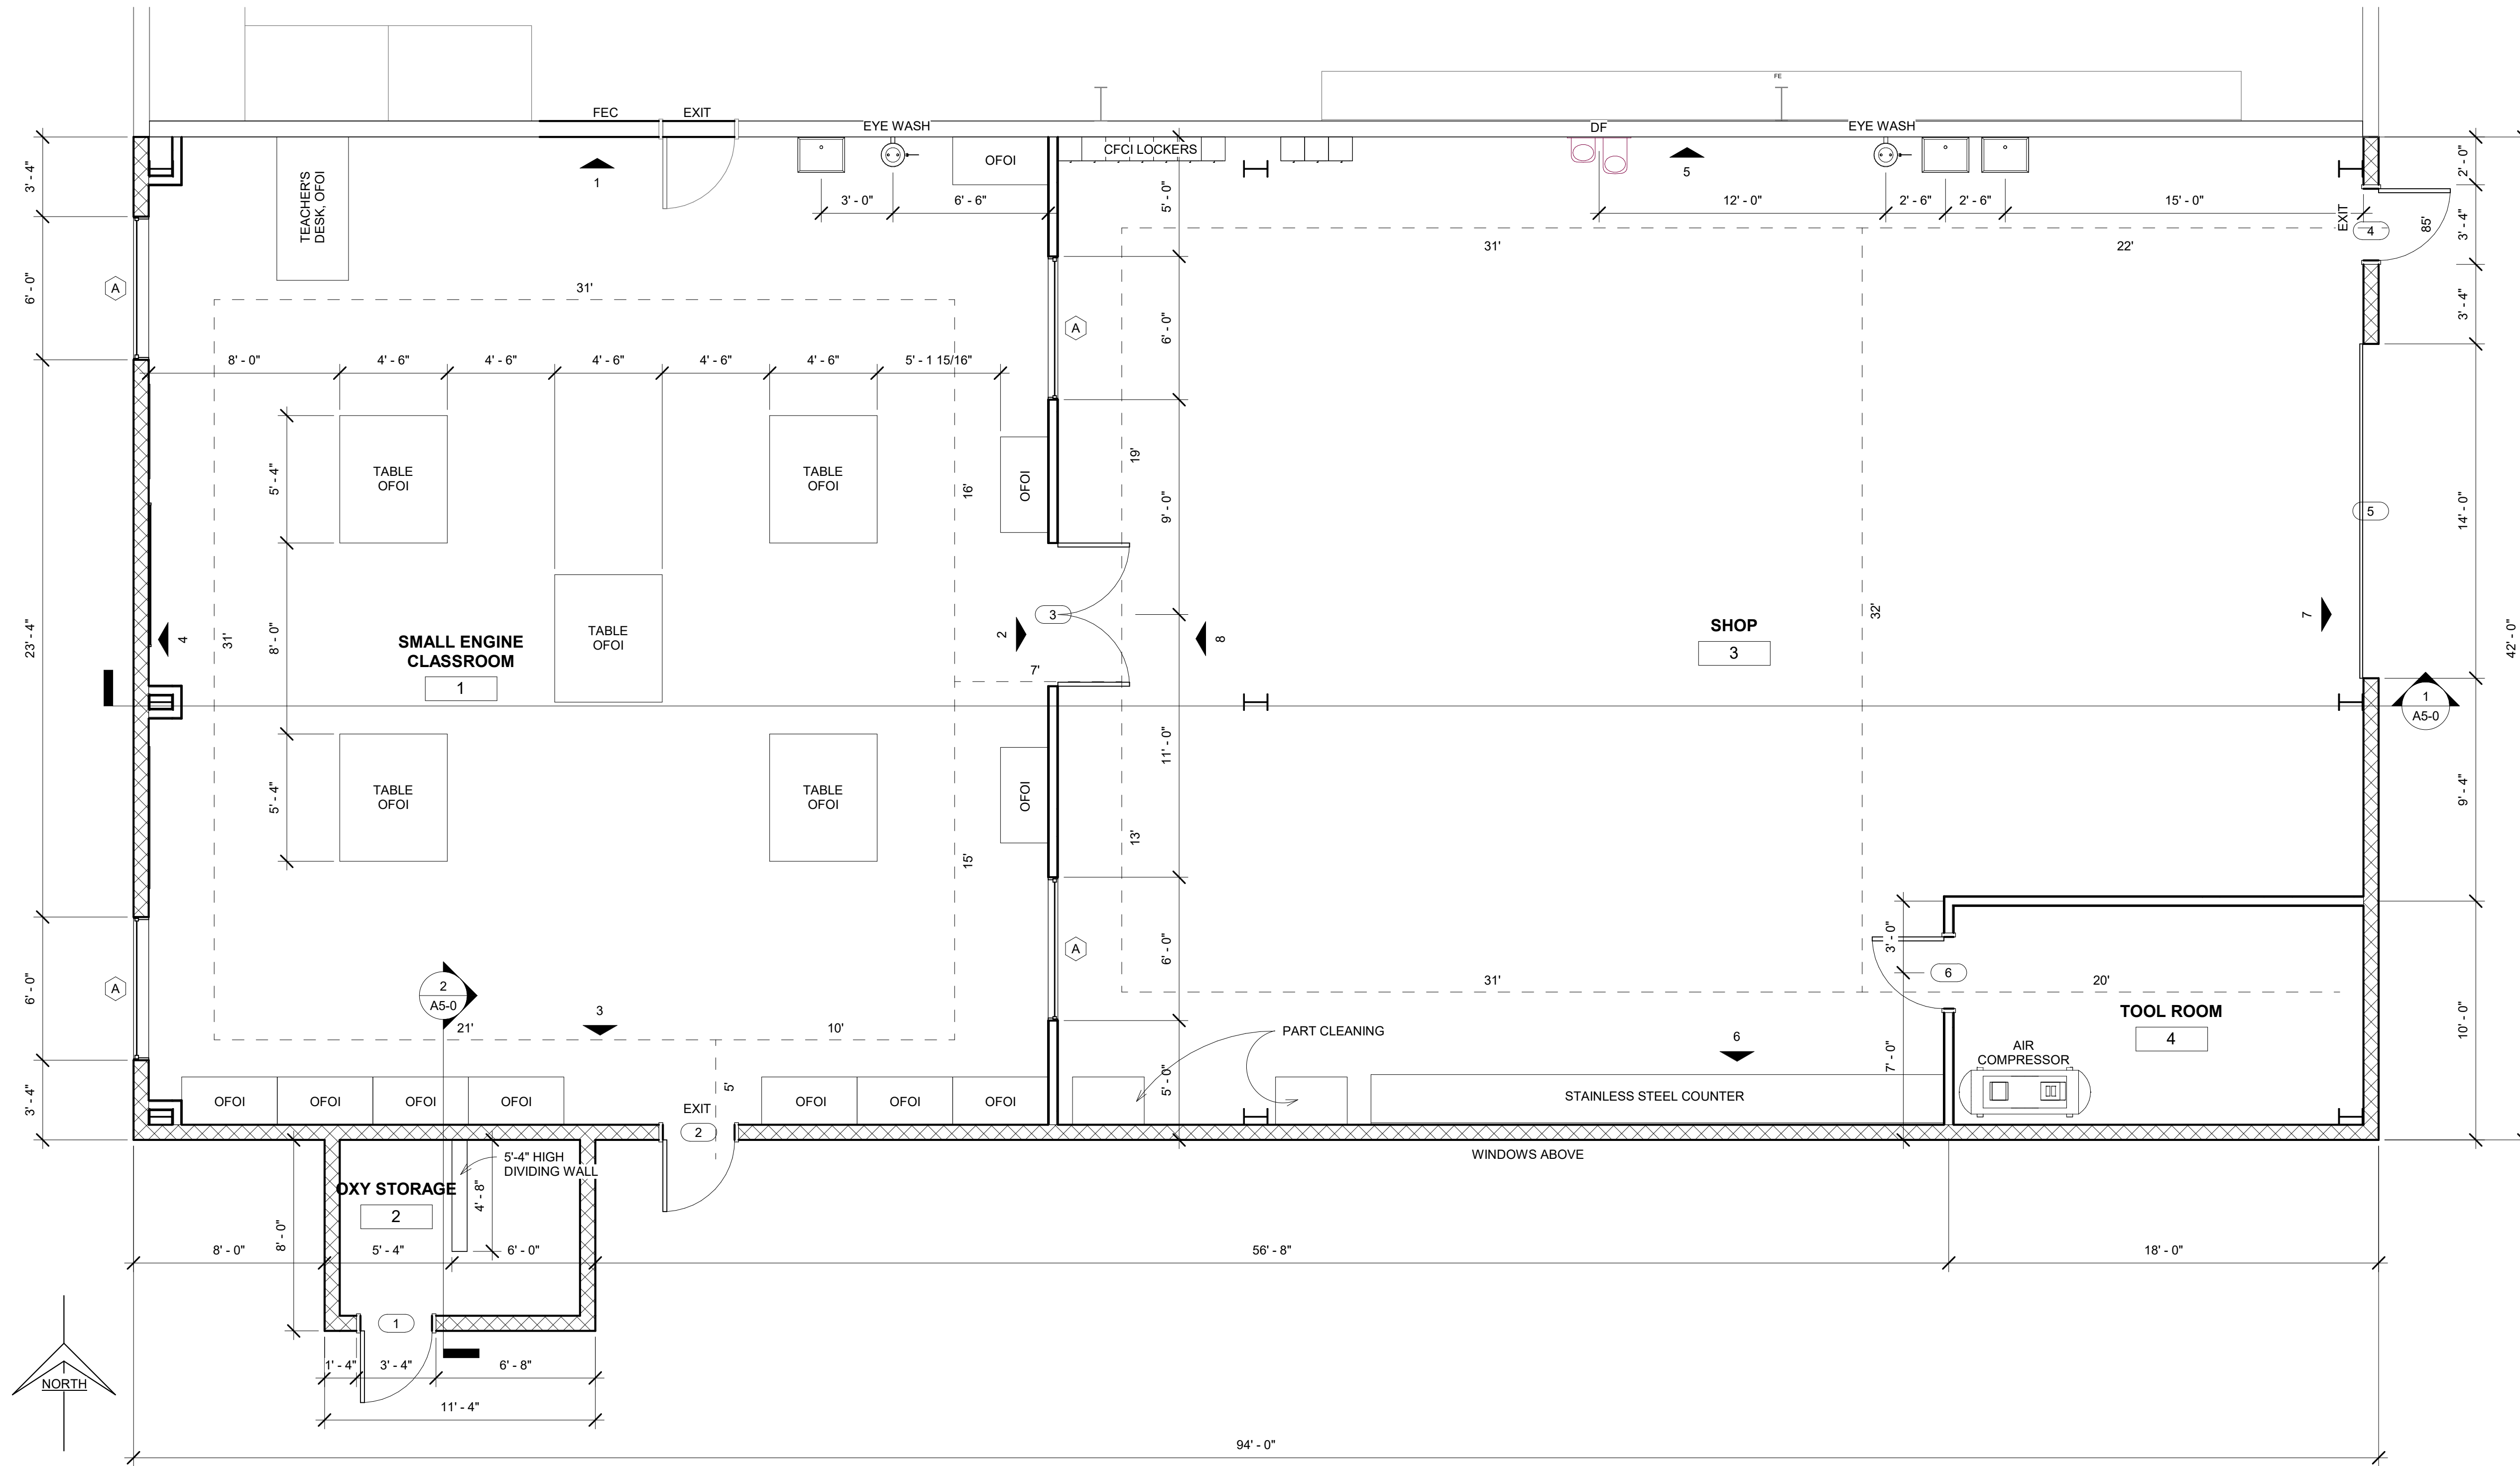 FE
FEC
EXIT
EYE WASH
DF
EYE WASH
CFCI LOCKERS
OFOI
TEACHER'S
DESK, OFOI
1
5
3' - 4"
6' - 0"
23' - 4"
6' - 0"
3' - 4"
A
A
3' - 0"
6' - 6"
5' - 0"
12' - 0"
2' - 6"
2' - 6"
15' - 0"
EXIT
4
85'
2' - 0"
3' - 4"
3' - 4"
14' - 0"
9' - 4"
10' - 0"
42' - 0"
31'
31'
22'
6' - 0"
A
8' - 0"
4' - 6"
4' - 6"
4' - 6"
4' - 6"
4' - 6"
5' - 1 15/16"
5' - 4"
TABLE
OFOI
TABLE
OFOI
OFOI
16'
19'
9' - 0"
5
8' - 0"
31'
4
SMALL ENGINE
CLASSROOM
1
TABLE
OFOI
2
3
7'
8
32'
SHOP
3
7
1
A5-0
5' - 4"
TABLE
OFOI
TABLE
OFOI
OFOI
15'
13'
11' - 0"
6' - 0"
A
3' - 0"
6
2
A5-0
21'
3
10'
31'
20'
TOOL ROOM
4
PART CLEANING
6
7' - 0"
AIR
COMPRESSOR
5'
5' - 0"
OFOI
OFOI
OFOI
OFOI
EXIT
2
OFOI
OFOI
OFOI
STAINLESS STEEL COUNTER
WINDOWS ABOVE
5'-4" HIGH
DIVIDING WALL
OXY STORAGE
2
4' - 8"
8' - 0"
8' - 0"
5' - 4"
6' - 0"
56' - 8"
18' - 0"
1
1' - 4"
3' - 4"
6' - 8"
11' - 4"
NORTH
94' - 0"